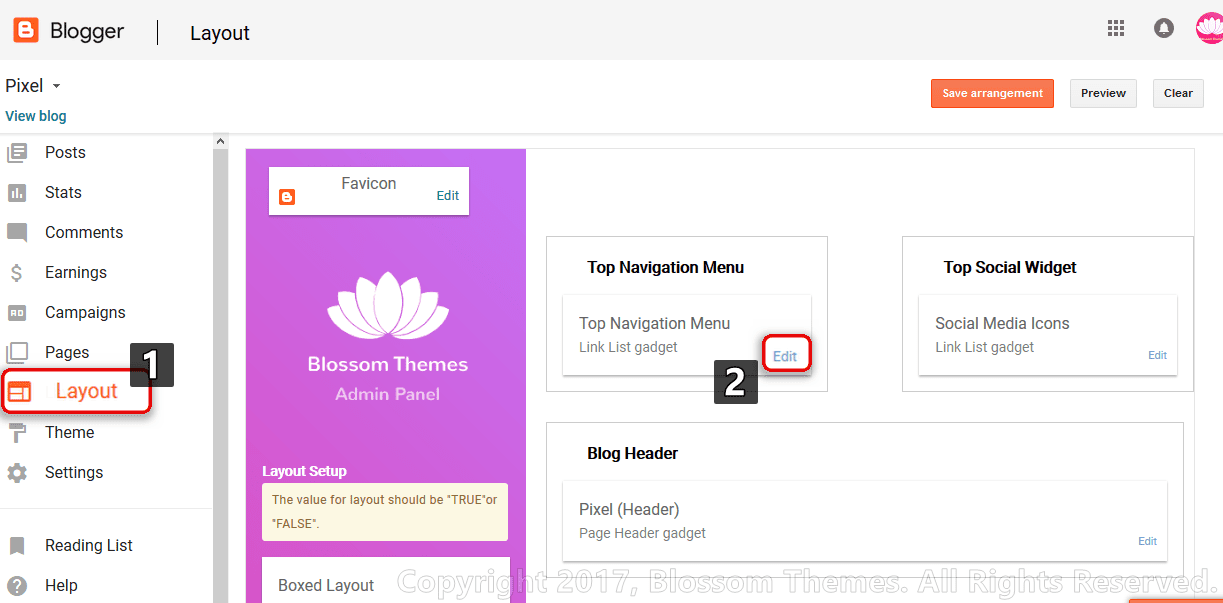 Blogger
Layout
Pixel
View blog
Save arrangement
Preview
Clear
Posts
Stats
Comments
Earnings
Campaigns
Pages
1
Layout
Theme
Settings
Reading List
Help
Favicon
Edit
Blossom Themes
Admin Panel
Layout Setup
The value for layout should be "TRUE"or
"FALSE".
Boxed Layout
Top Navigation Menu
Top Navigation Menu
Link List gadget
Edit
2
Top Social Widget
Social Media Icons
Link List gadget
Edit
Blog Header
Pixel (Header)
Page Header gadget
Edit
Copyright 2017, Blossom Themes. All Rights Reserved.